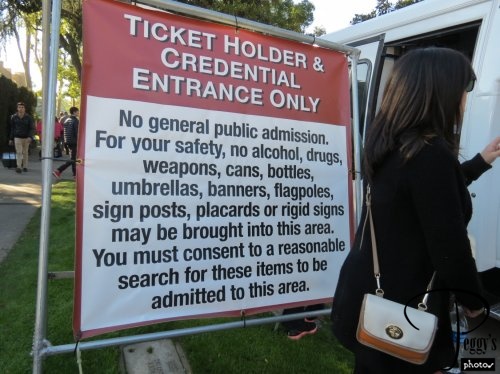 TICKET HOLDER &
CREDENTIAL
ENTRANCE ONLY
No general public admission.
For your safety, no alcohol, drugs,
weapons, cans, bottles,
umbrellas, banners, flagpoles,
sign posts, placards or rigid signs
may be brought into this area.
You must consent to a reasonable
search for these items to be
admitted to this area.
Peggy's
photos